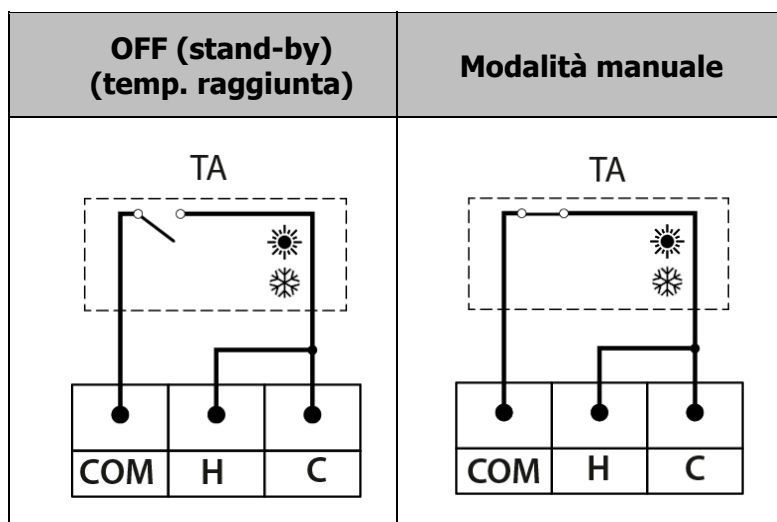 OFF (stand-by)
(temp. raggiunta)
Modalità manuale
TA
COM H C
TA
COM H C